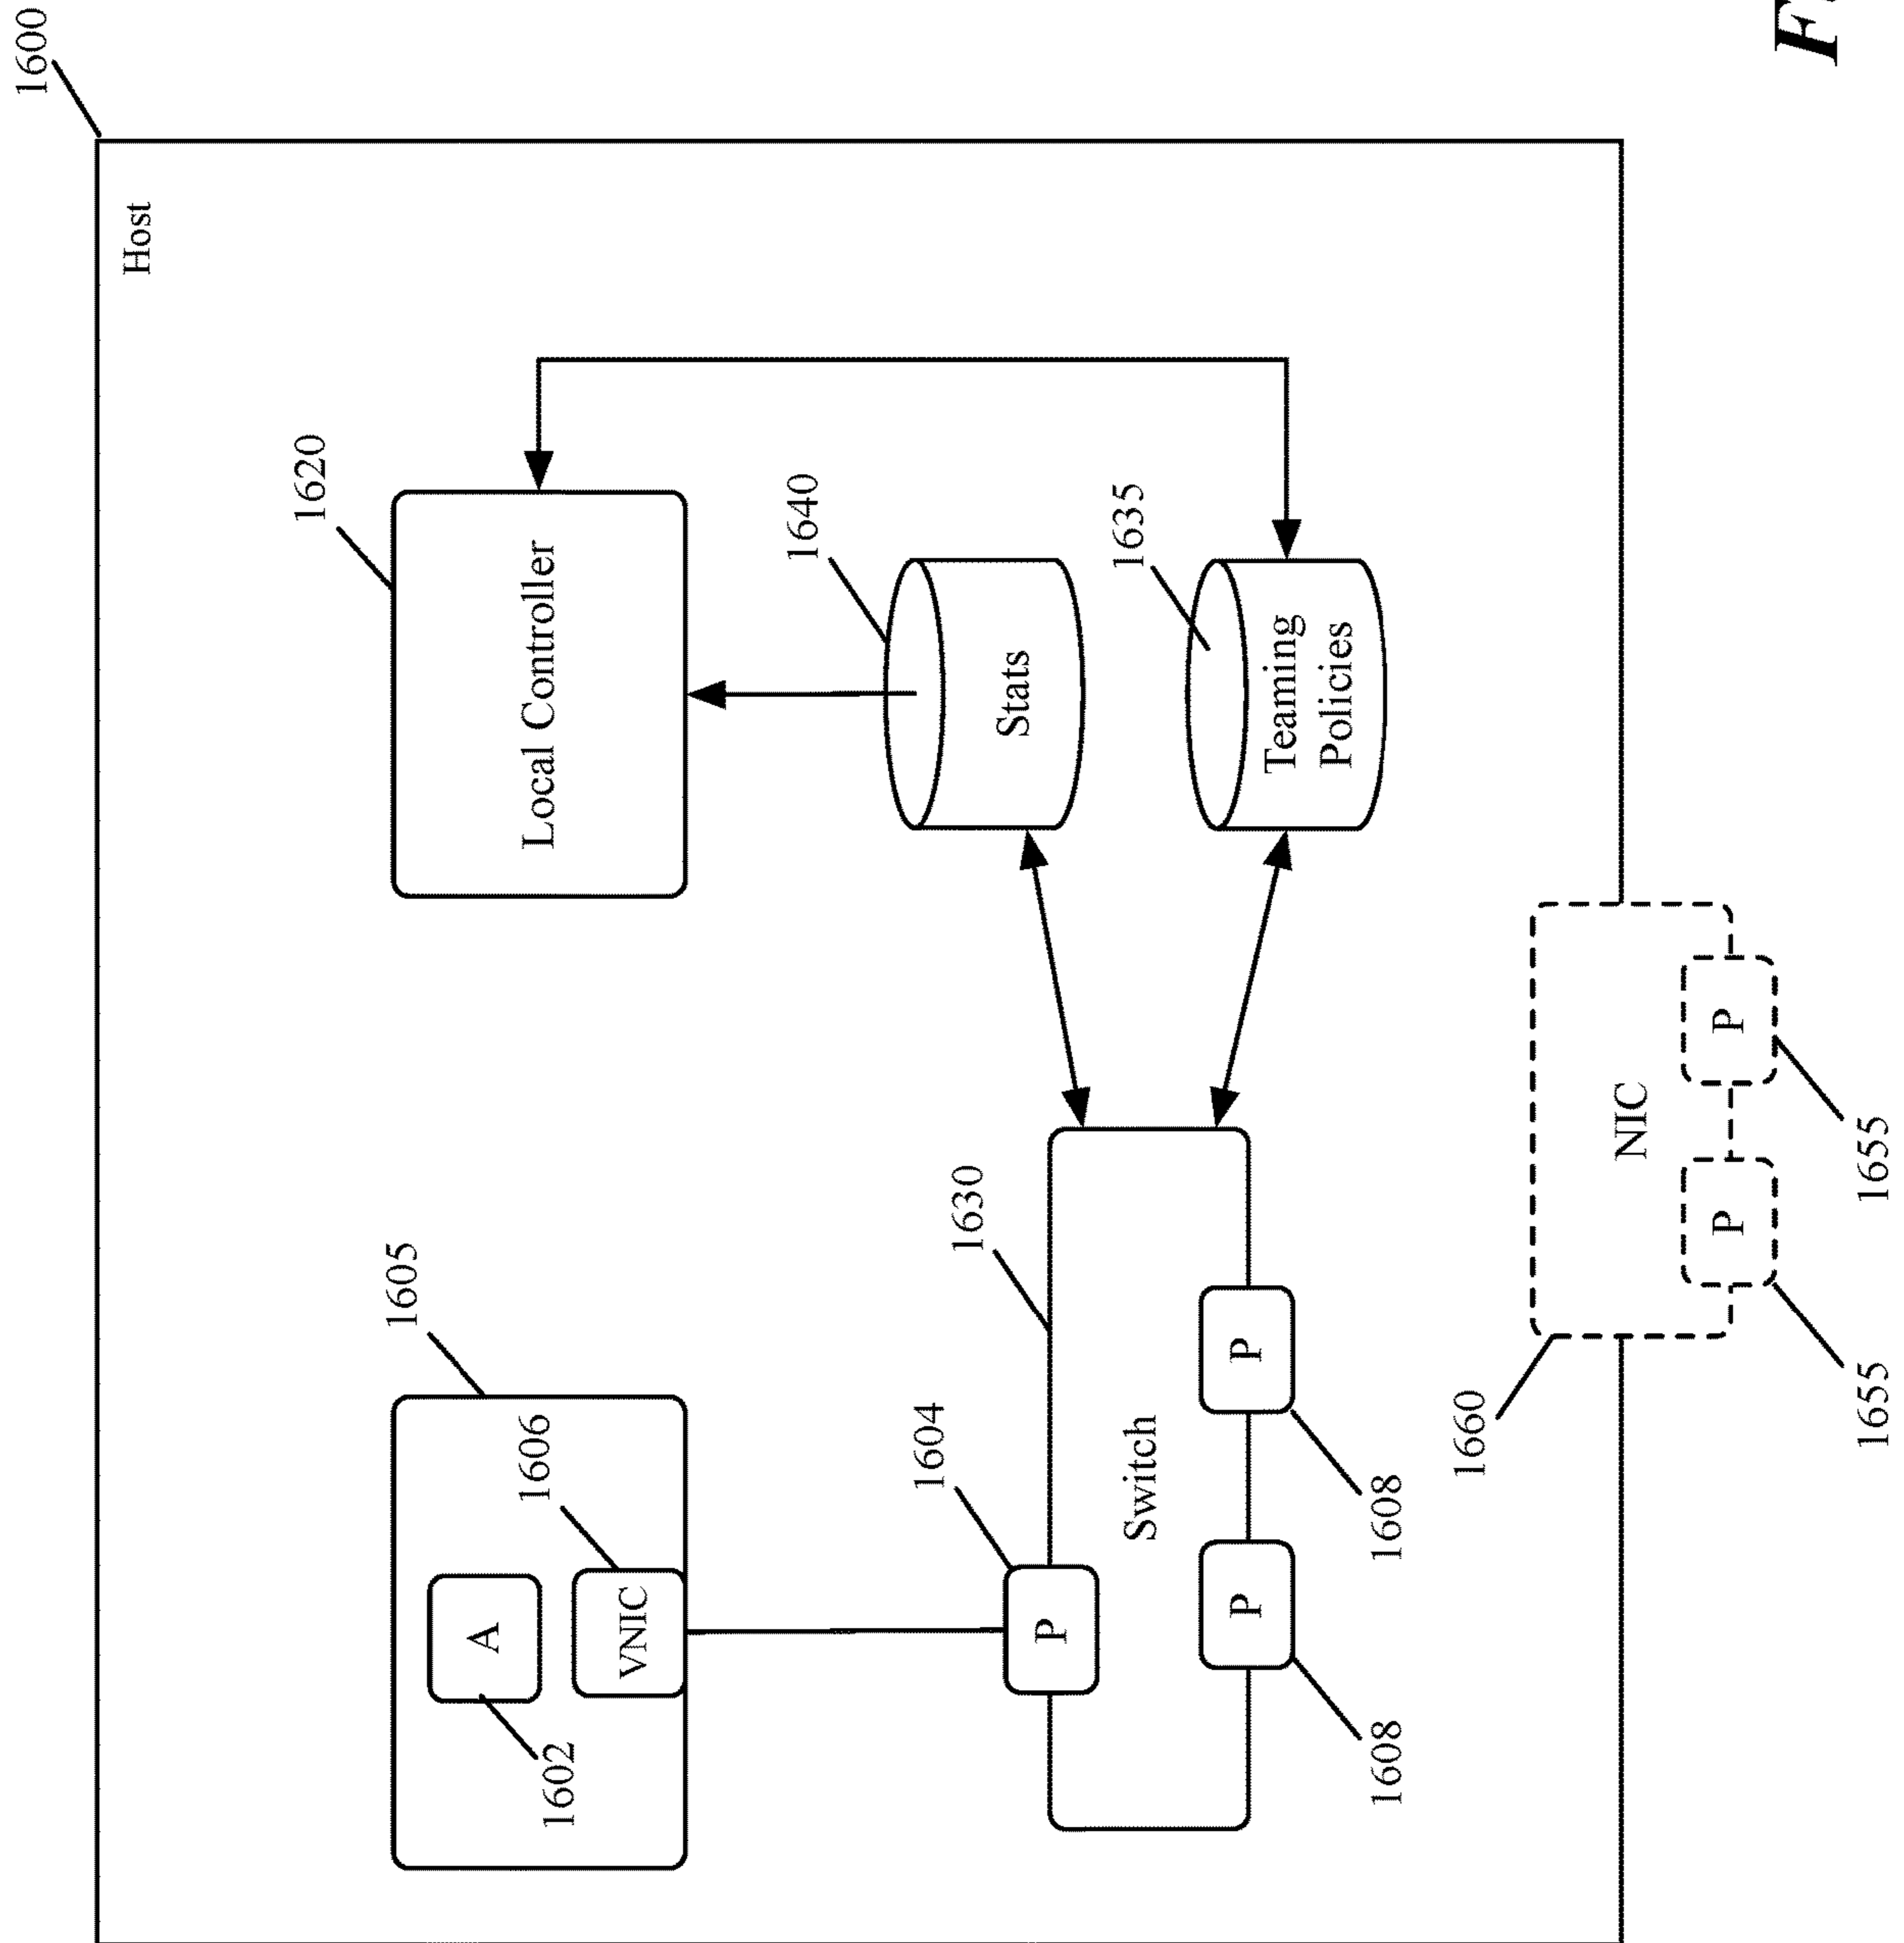 1600
Host
1605
1620
A
1606
Local Controller
1602
VNIC
1604
1630
1640
P
Stats
Switch
1635
P
P
Teaming
Policies
1608
1608
1660
NIC
P
P
1655
1655